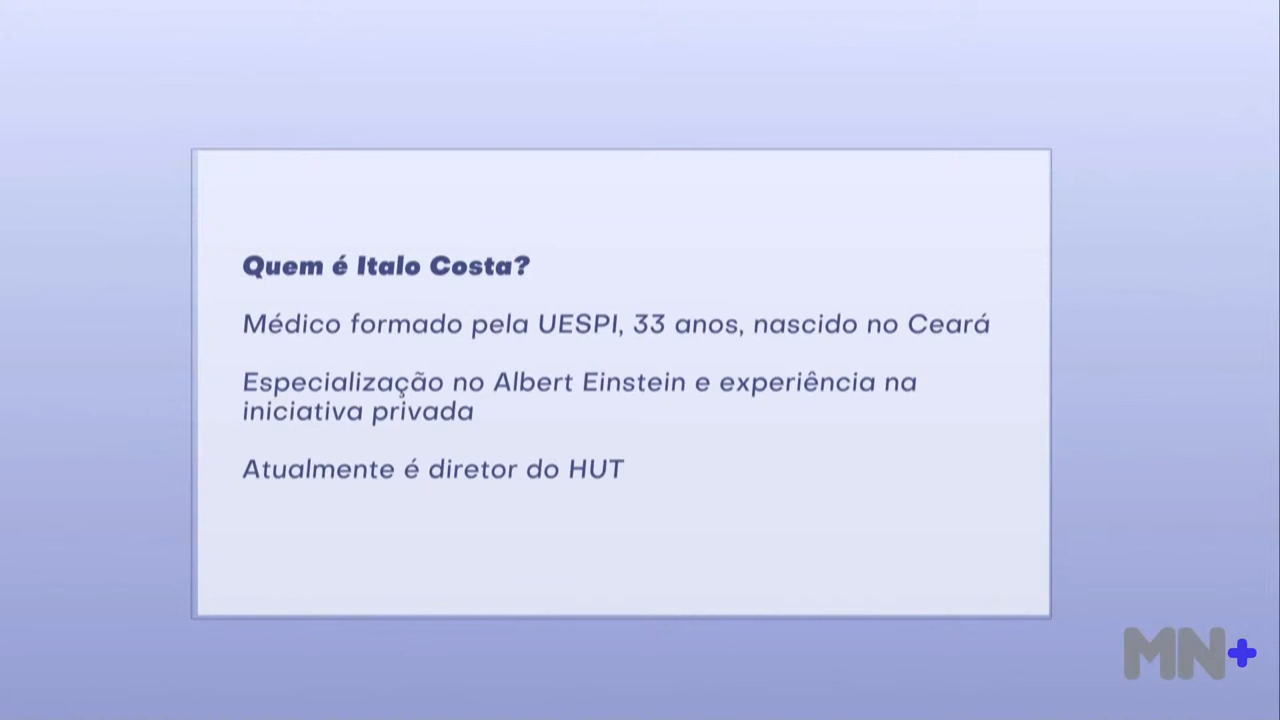 Quem é Italo Costa?
Médico formado pela UESPI, 33 anos, nascido no Ceará
Especialização no Albert Einstein e experiência na
iniciativa privada
Atualmente é diretor do HUT
MN+